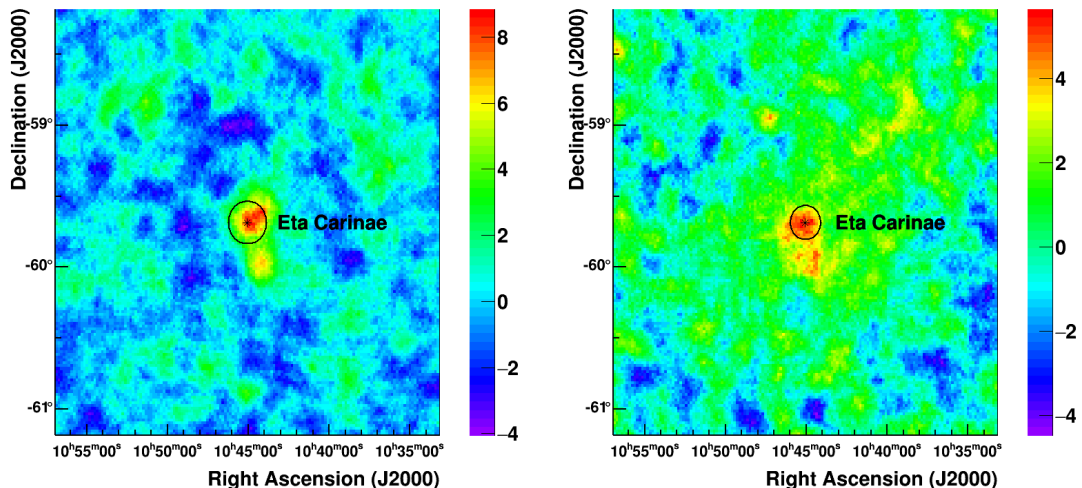 8
6
4
2
0
−2
−4
-59°
-60°
-61°
Declination (J2000)
Eta Carinae
10ʰ55ᵐ00ˢ 10ʰ50ᵐ00ˢ 10ʰ45ᵐ00ˢ 10ʰ40ᵐ00ˢ 10ʰ35ᵐ00ˢ
Right Ascension (J2000)
4
2
0
−2
−4
-59°
-60°
-61°
Declination (J2000)
Eta Carinae
10ʰ55ᵐ00ˢ 10ʰ50ᵐ00ˢ 10ʰ45ᵐ00ˢ 10ʰ40ᵐ00ˢ 10ʰ35ᵐ00ˢ
Right Ascension (J2000)